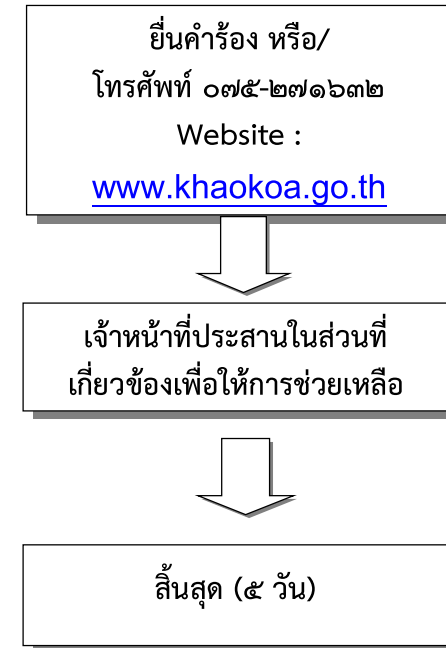 ยื่นคำร้อง หรือ/
โทรศัพท์ ๐๗๕-๒๗๑๖๓๒
Website :
www.khaokoa.go.th
เจ้าหน้าที่ประสานในส่วนที่
เกี่ยวข้องเพื่อให้การช่วยเหลือ
สิ้นสุด (๕ วัน)